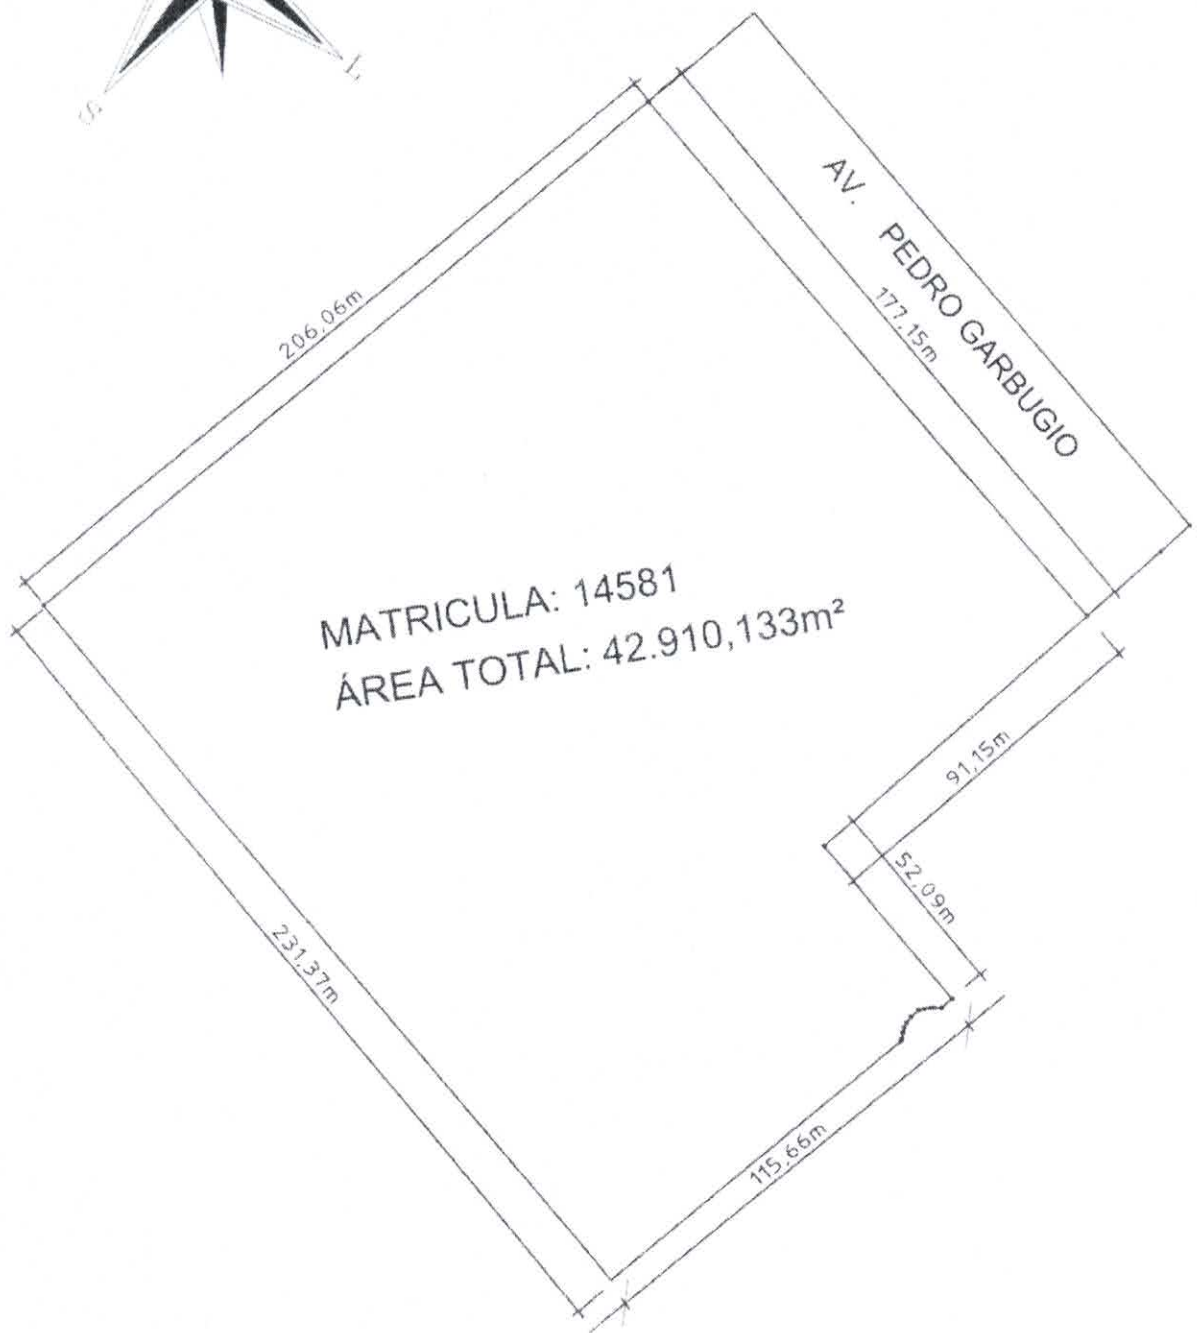 S
L
AV. PEDRO GARBUGIO
177,15m
206,06m
MATRICULA: 14581
ÁREA TOTAL: 42.910,133m²
91,15m
52,09m
231,37m
115,66m